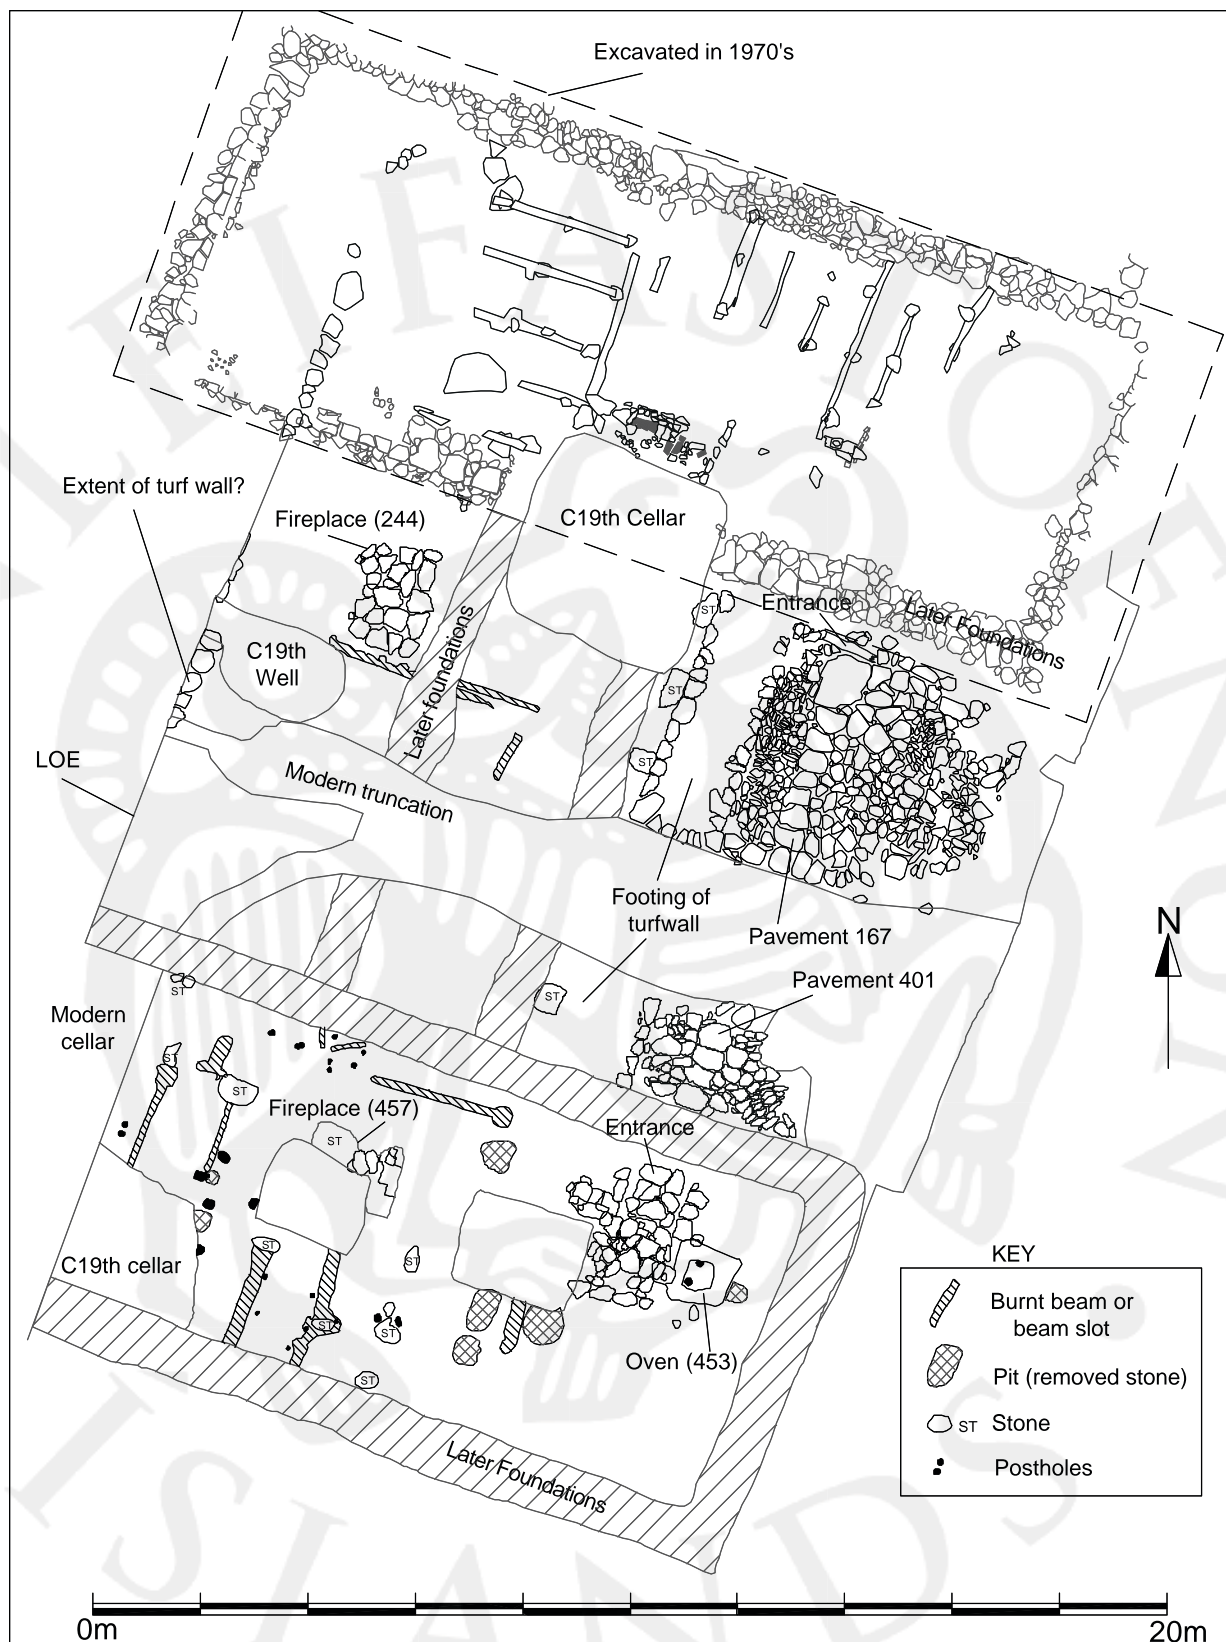 Excavated in 1970's
Extent of turf wall?
Fireplace (244)
C19th Cellar
Entrance
Later Foundations
C19th
Well
Later foundations
ST
ST
ST
LOE
Modern truncation
Footing of
turfwall
Pavement 167
N
Pavement 401
ST
ST
Modern
cellar
ST
ST
Fireplace (457)
ST
Entrance
C19th cellar
ST
ST
ST
ST
ST
Oven (453)
Later Foundations
KEY
Burnt beam or
beam slot
Pit (removed stone)
ST Stone
Postholes
0m
20m